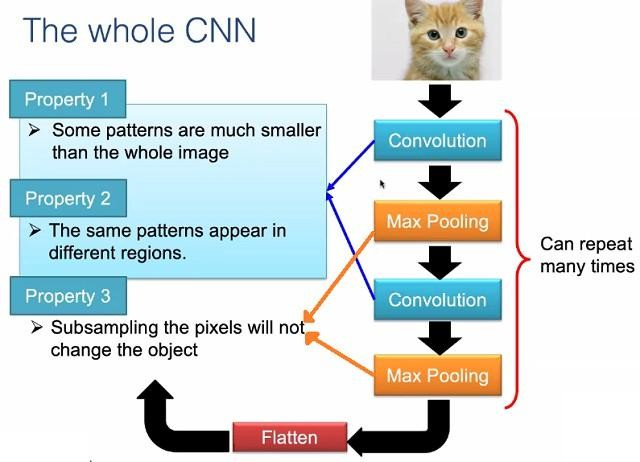 The whole CNN
Property 1
➢ Some patterns are much smaller
than the whole image
Property 2
➢ The same patterns appear in
different regions.
Property 3
➢ Subsampling the pixels will not
change the object
Convolution
Max Pooling
Convolution
Max Pooling
Can repeat
many times
Flatten